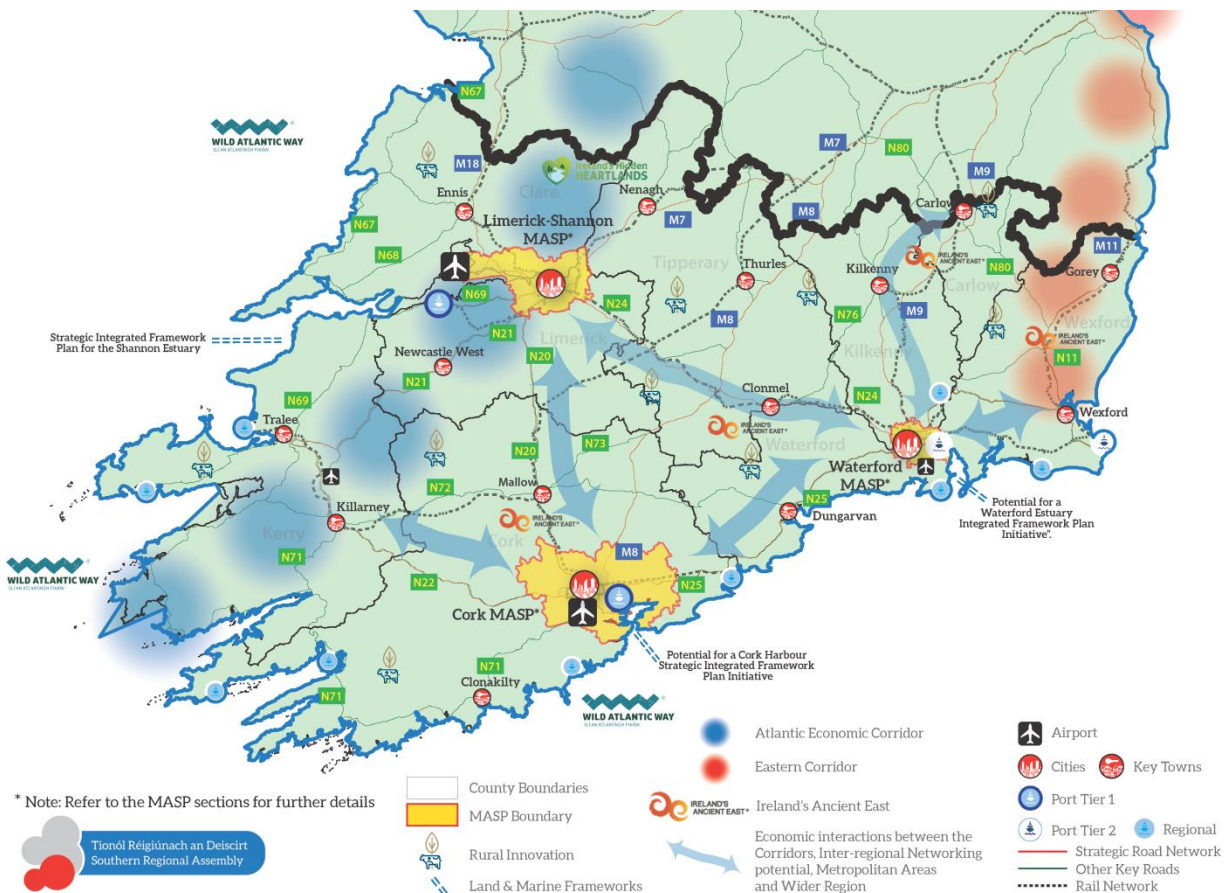 N67
WILD ATLANTIC WAY
SLÍ AN ATLANTAIGH FHIÁIN
M7
N80
M18
Ireland's Hidden
HEARTLANDS
M9
Ennis
Clare
Nenagh
Carlow
M7
M8
Limerick-Shannon
MASP*
N67
M11
N68
Tipperary
Thurles
Kilkenny
IRELAND'S
ANCIENT EAST
N80
Gorey
Carlow
N69
N24
M8
N76
M9
Wexford
Strategic Integrated Framework
Plan for the Shannon Estuary
N21
Limerick
N20
IRELAND'S
ANCIENT EAST
Newcastle West
Kilkenny
N11
N21
Clonmel
N24
N69
Wexford
Tralee
IRELAND'S
ANCIENT EAST
Waterford
N20
N73
Waterford
MASP*
N72
Mallow
N25
Potential for a
Waterford Estuary
Integrated Framework Plan
Initiative".
Killarney
Dungarvan
IRELAND'S
ANCIENT EAST
Kerry
Cork
N71
M8
WILD ATLANTIC WAY
SLÍ AN ATLANTAIGH FHIÁIN
N22
N25
Cork MASP*
Potential for a Cork Harbour
Strategic Integrated Framework
Plan Initiative
N71
Clonakilty
N71
WILD ATLANTIC WAY
SLÍ AN ATLANTAIGH FHIÁIN
* Note: Refer to the MASP sections for further details
Tionól Réigiúnach an Deiscirt
Southern Regional Assembly
County Boundaries
MASP Boundary
Rural Innovation
Land & Marine Frameworks
Atlantic Economic Corridor
Eastern Corridor
IRELAND'S
ANCIENT EAST
Ireland's Ancient East
Economic interactions between the
Corridors, Inter-regional Networking
potential, Metropolitan Areas
and Wider Region
Airport
Cities
Key Towns
Port Tier 1
Port Tier 2
Regional
Strategic Road Network
Other Key Roads
Rail Network